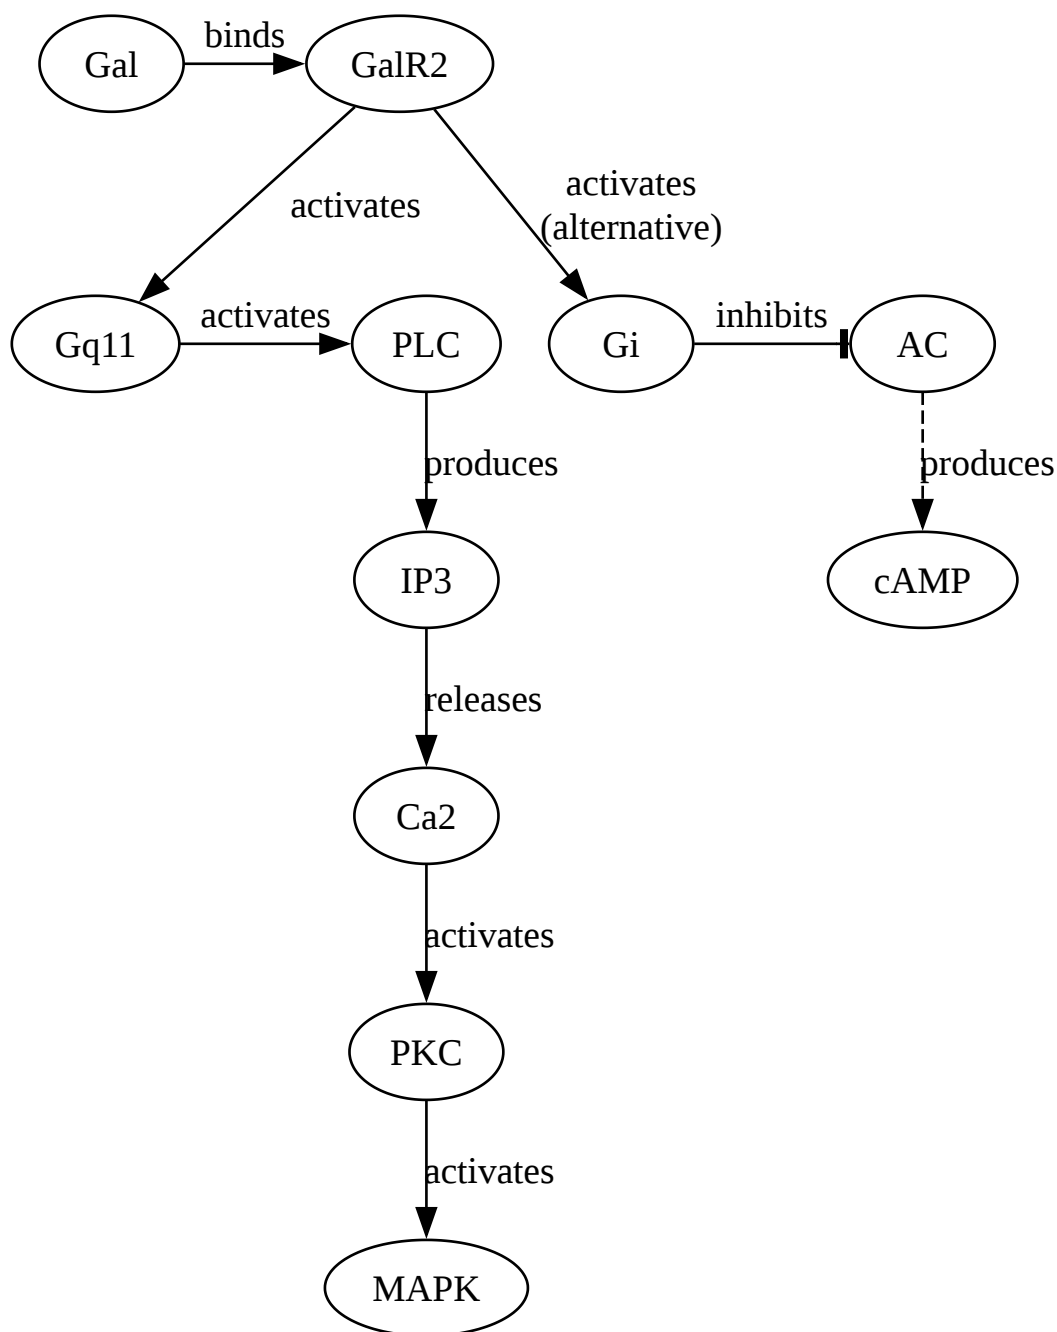 Gal
binds
GalR2
activates
activates
(alternative)
Gq11
activates
PLC
Gi
inhibits
AC
produces
produces
IP3
cAMP
releases
Ca2
activates
PKC
activates
MAPK